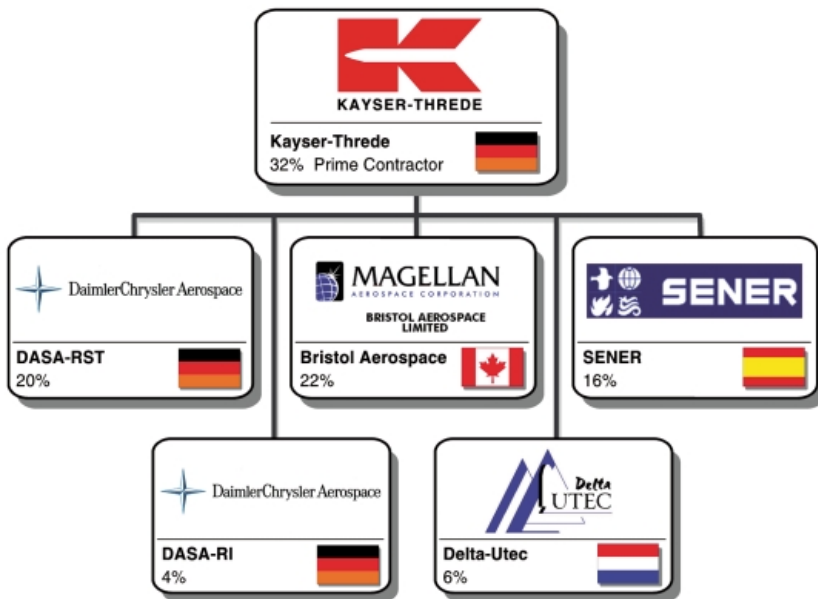 KAYSER-THREDE
Kayser-Threde
32% Prime Contractor
DaimlerChrysler Aerospace
DASA-RST
20%
MAGELLAN
AEROSPACE CORPORATION
BRISTOL AEROSPACE
LIMITED
Bristol Aerospace
22%
SENER
SENER
16%
DaimlerChrysler Aerospace
DASA-RI
4%
Delta
UTEC
Delta-Utec
6%